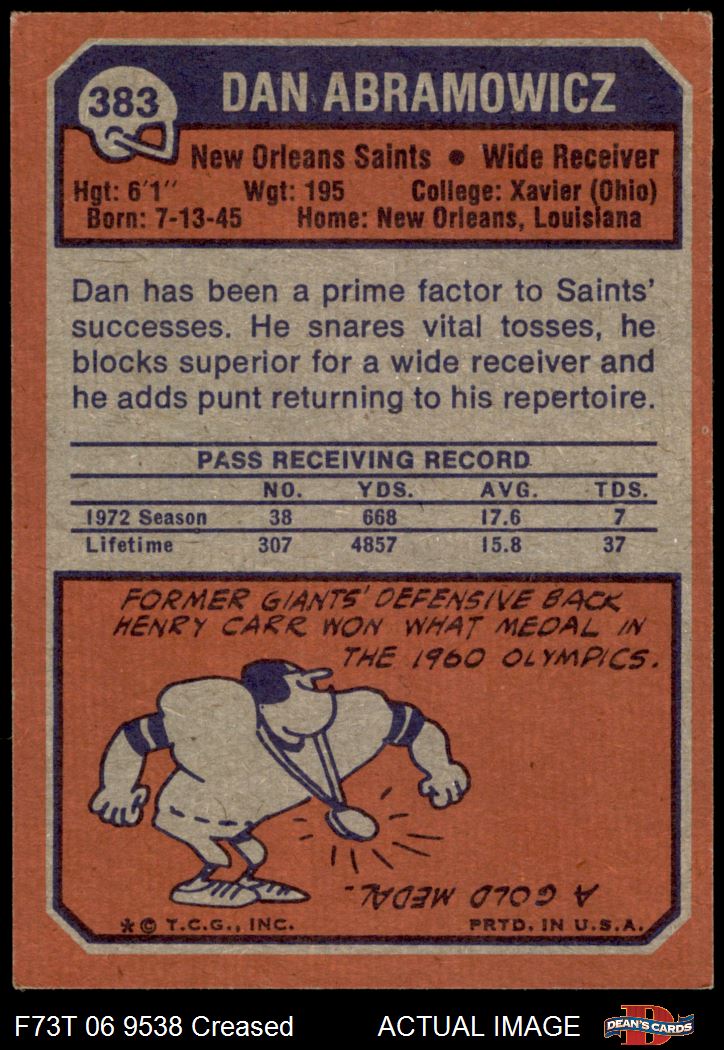 383
DAN ABRAMOWICZ
New Orleans Saints • Wide Receiver
Hgt: 6'1" Wgt: 195 College: Xavier (Ohio)
Born: 7-13-45 Home: New Orleans, Louisiana
Dan has been a prime factor to Saints'
successes. He snares vital tosses, he
blocks superior for a wide receiver and
he adds punt returning to his repertoire.
PASS RECEIVING RECORD
NO. YDS. AVG. TDS.
1972 Season 38 668 17.6 7
Lifetime 307 4857 15.8 37
FORMER GIANTS' DEFENSIVE BACK
HENRY CARR WON WHAT MEDAL IN
THE 1960 OLYMPICS.
A GOLD MEDAL.
* © T.C.G., INC. PRTD. IN U.S.A.
F73T 06 9538 Creased ACTUAL IMAGE
D
DEAN'S CARDS